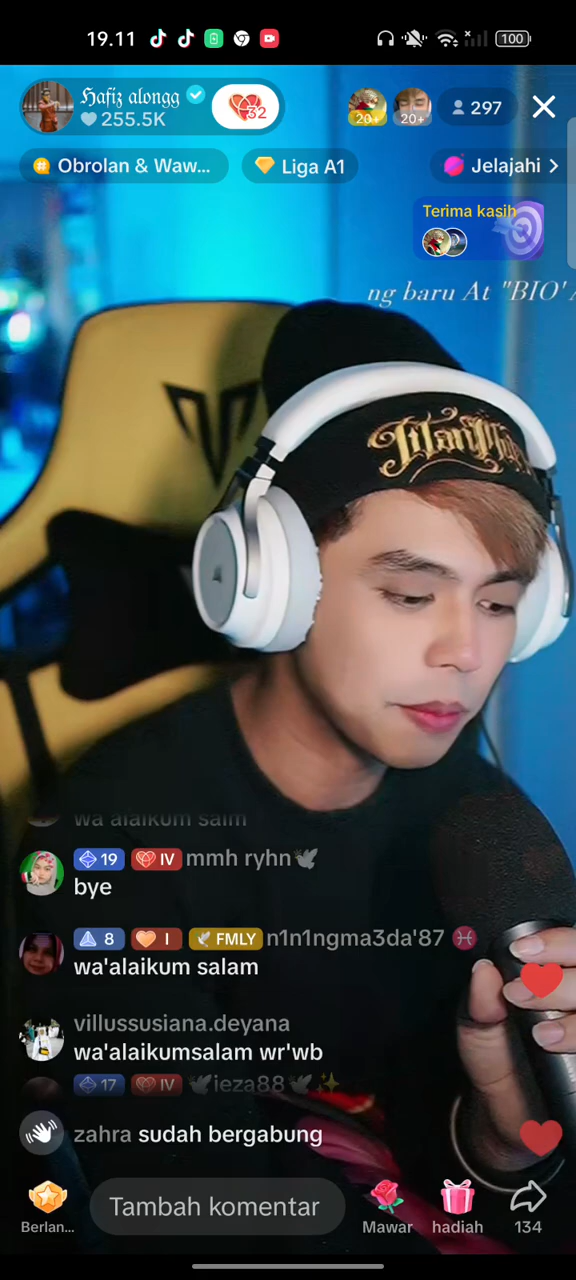 19.11
100
Hafiz alongg
255.5K
32
20+
20+
297
Obrolan & Waw...
Liga A1
Jelajahi >
Terima kasih
ng baru At "BIO'
wa alaikum salm
19 IV mmh ryhn
bye
8 I FMLY n1n1ngma3da'87
wa'alaikum salam
villussusiana.deyana
wa'alaikumsalam wr'wb
17 IV ieza88
zahra sudah bergabung
Berlan...
Tambah komentar
Mawar
hadiah
134